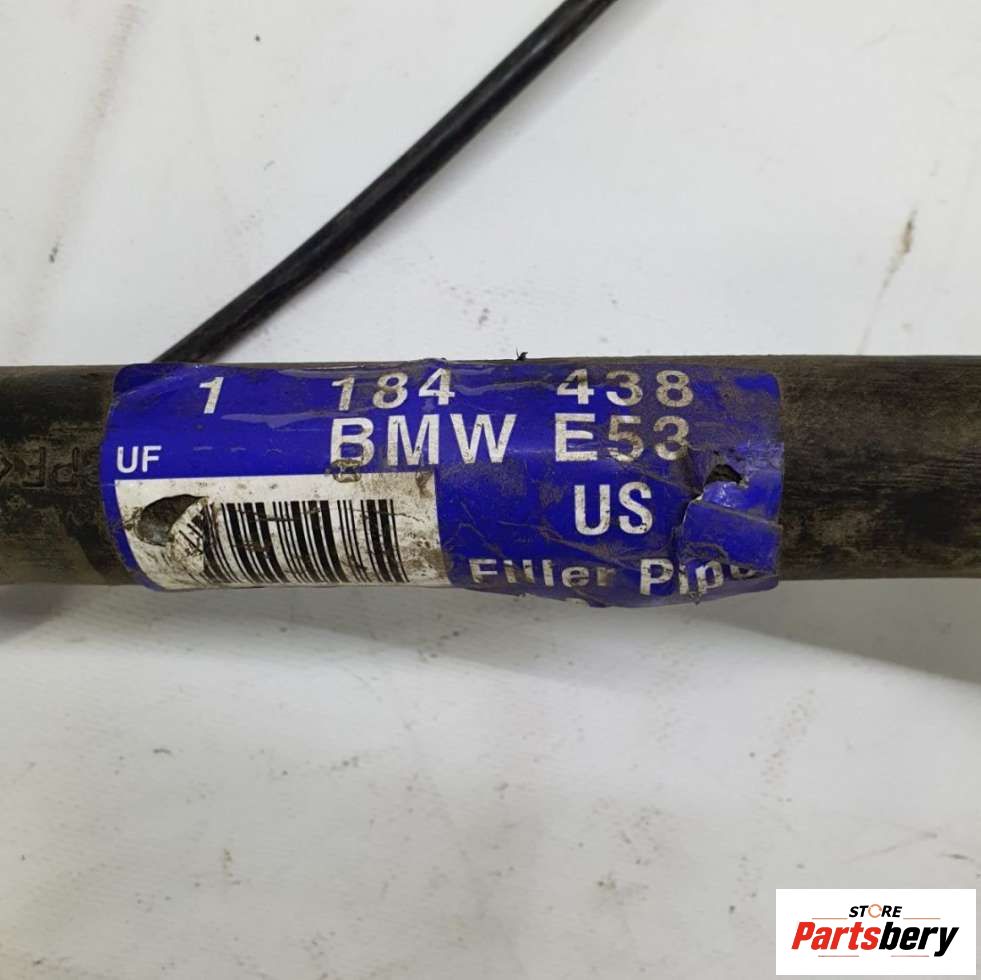 1 184 438
BMW E53
UF
US
Filler Pipe
STORE
Partsbery